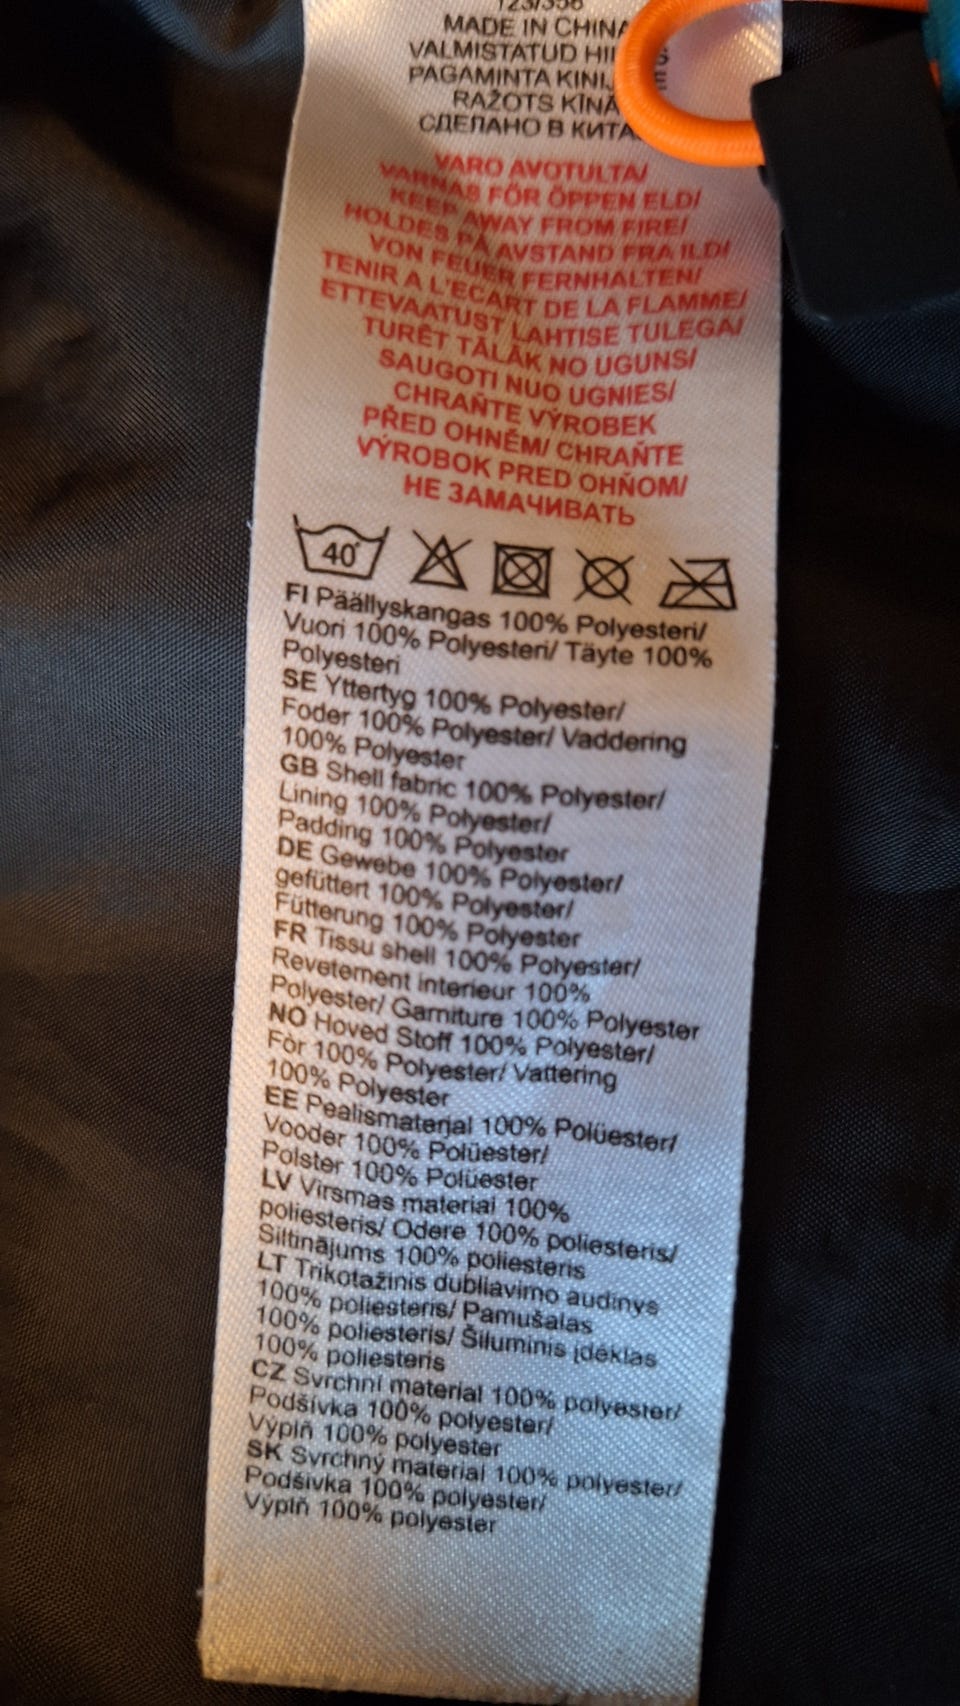 123/356
MADE IN CHINA
VALMISTATUD
PAGAMINTA
RAŽOTS
СДЕЛАНО В
VARO AVOTULTA/
VARNAS FÖR ÖPPEN ELD/
KEEP AWAY FROM FIRE/
HOLDES PÅ AVSTAND FRA ILD/
VON FEUER FERNHALTEN/
TENIR A L'ECART DE LA FLAMME/
ETTEVAATUST LAHTISE TULEGA/
TURĒT TĀLĀK NO UGUNS/
SAUGOTI NUO UGNIES/
CHRAŇTE VÝROBEK
PŘED OHNĚM/ CHRAŇTE
VÝROBOK PRED OHŇOM/
НЕ ЗАМАЧИВАТЬ
40°
FI Päällyskangas 100% Polyesteri/
Vuori 100% Polyesteri/ Täyte 100%
Polyesteri
SE Yttertyg 100% Polyester/
Foder 100% Polyester/ Vaddering
100% Polyester
GB Shell fabric 100% Polyester/
Lining 100% Polyester/
Padding 100% Polyester
DE Gewebe 100% Polyester/
gefüttert 100% Polyester/
Fütterung 100% Polyester
FR Tissu shell 100% Polyester/
Revetement interieur 100%
Polyester/ Garniture 100% Polyester
NO Hoved Stoff 100% Polyester/
Fòr 100% Polyester/ Vattering
100% Polyester
EE Pealismaterjal 100% Polüester/
Vooder 100% Polüester/
Polster 100% Polüester
LV Virsmas material 100%
poliesteris/ Odere 100% poliesteris/
Siltinājums 100% poliesteris
LT Trikotažinis dubliavimo audinys
100% poliesteris/ Pamušalas
100% poliesteris/ Šiluminis įdėklas
100% poliesteris
CZ Svrchní material 100% polyester/
Podšívka 100% polyester/
Výplň 100% polyester
SK Svrchný material 100% polyester/
Podšívka 100% polyester/
Výplň 100% polyester